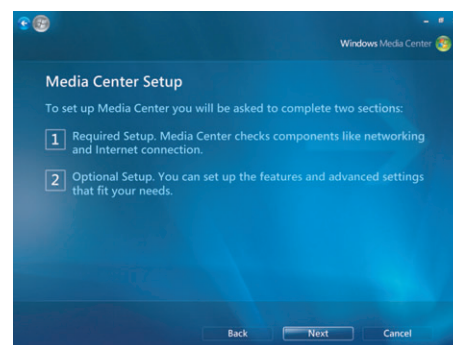 Windows Media Center
Media Center Setup
To set up Media Center you will be asked to complete two sections:
1 Required Setup. Media Center checks components like networking
and Internet connection.
2 Optional Setup. You can set up the features and advanced settings
that fit your needs.
Back Next Cancel